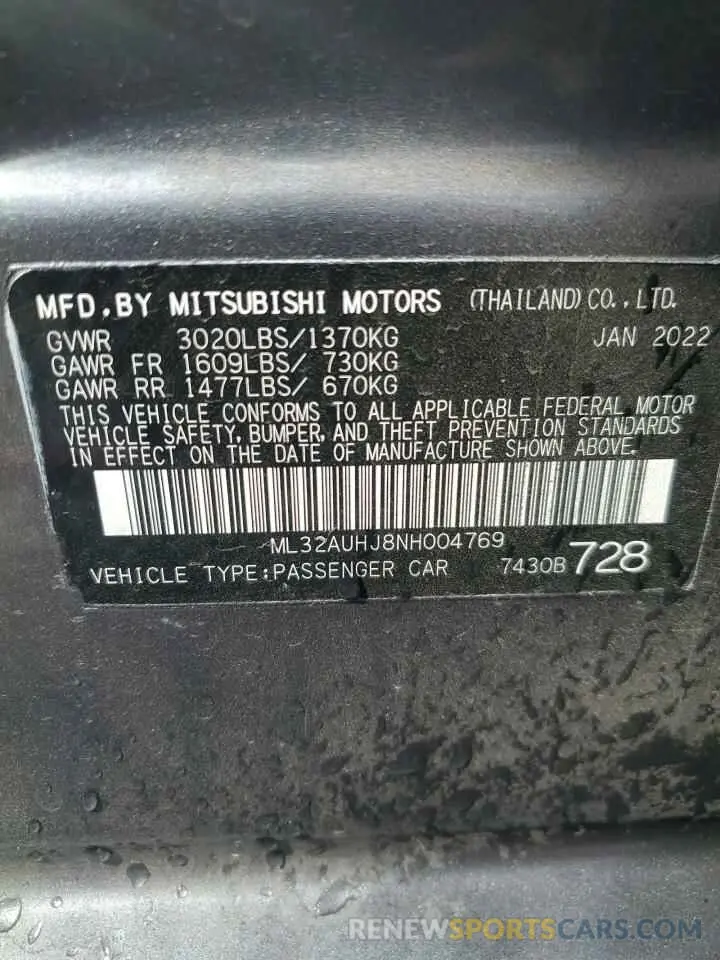 MFD.BY MITSUBISHI MOTORS (THAILAND)CO.,LTD.
GVWR 3020LBS/1370KG JAN 2022
GAWR FR 1609LBS/ 730KG
GAWR RR 1477LBS/ 670KG
THIS VEHICLE CONFORMS TO ALL APPLICABLE FEDERAL MOTOR
VEHICLE SAFETY, BUMPER, AND THEFT PREVENTION STANDARDS
IN EFFECT ON THE DATE OF MANUFACTURE SHOWN ABOVE.
ML32AUHJ8NH004769
VEHICLE TYPE:PASSENGER CAR 7430B 728
RENEWSPORTSCARS.COM